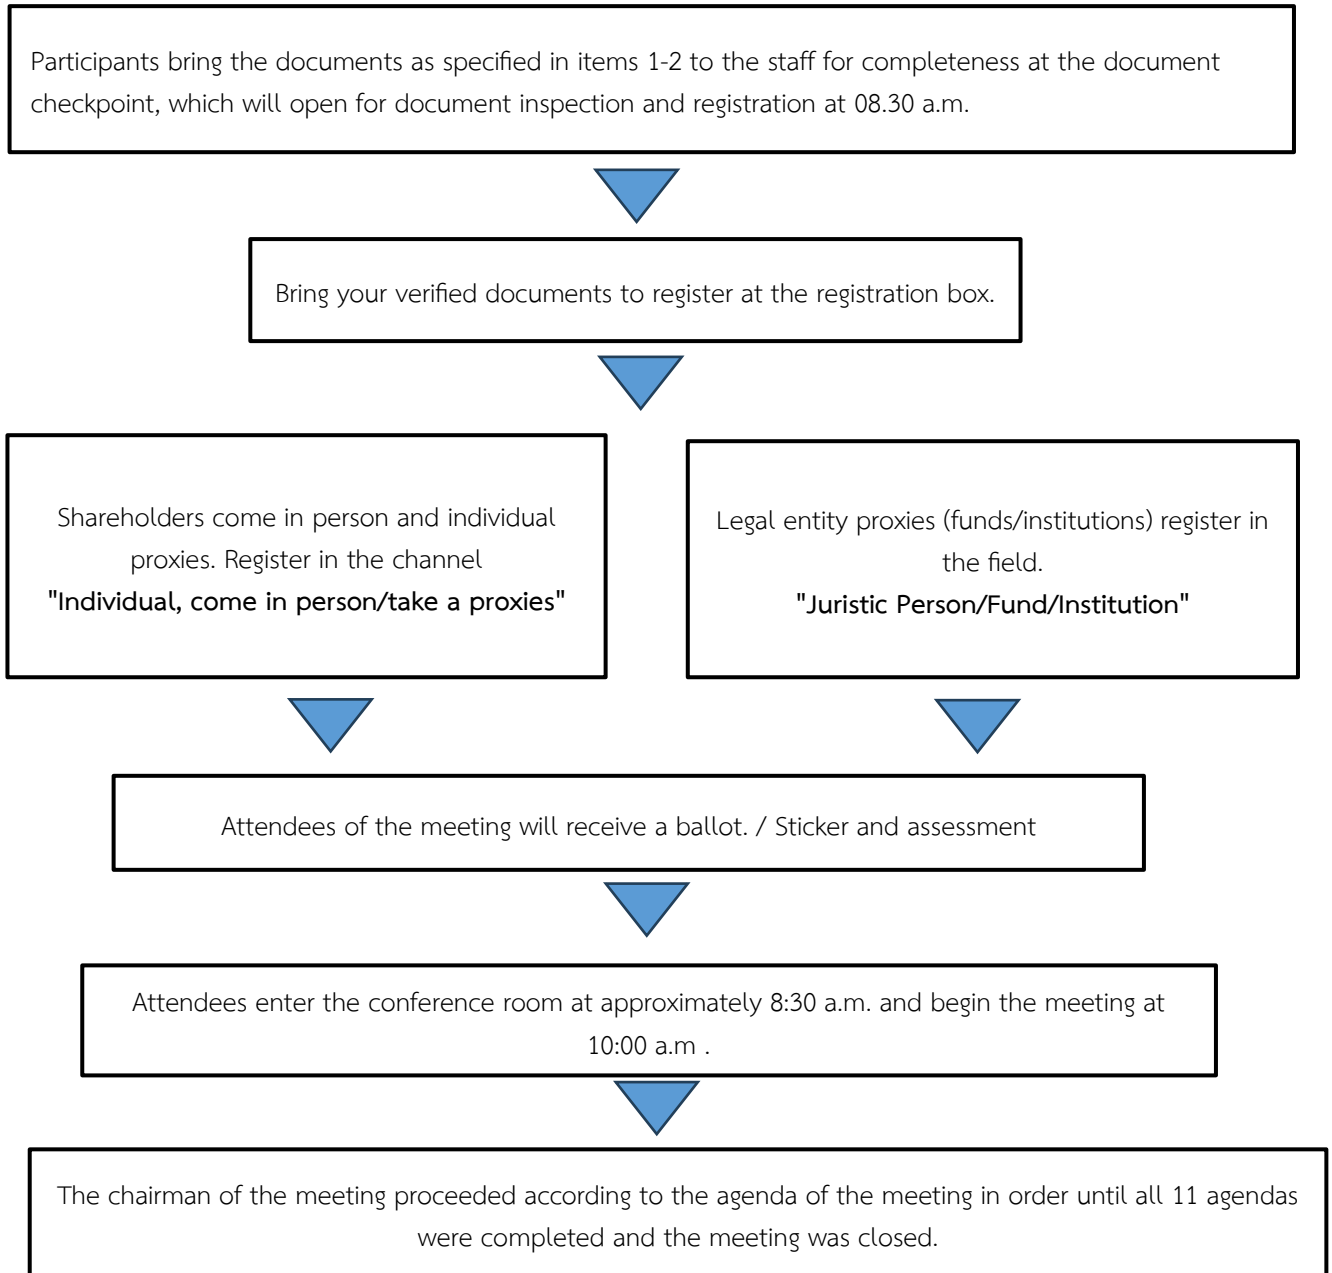 Participants bring the documents as specified in items 1-2 to the staff for completeness at the document
checkpoint, which will open for document inspection and registration at 08.30 a.m.
Bring your verified documents to register at the registration box.
Shareholders come in person and individual
proxies. Register in the channel
"Individual, come in person/take a proxies"
Legal entity proxies (funds/institutions) register in
the field.
"Juristic Person/Fund/Institution"
Attendees of the meeting will receive a ballot. / Sticker and assessment
Attendees enter the conference room at approximately 8:30 a.m. and begin the meeting at
10:00 a.m .
The chairman of the meeting proceeded according to the agenda of the meeting in order until all 11 agendas
were completed and the meeting was closed.